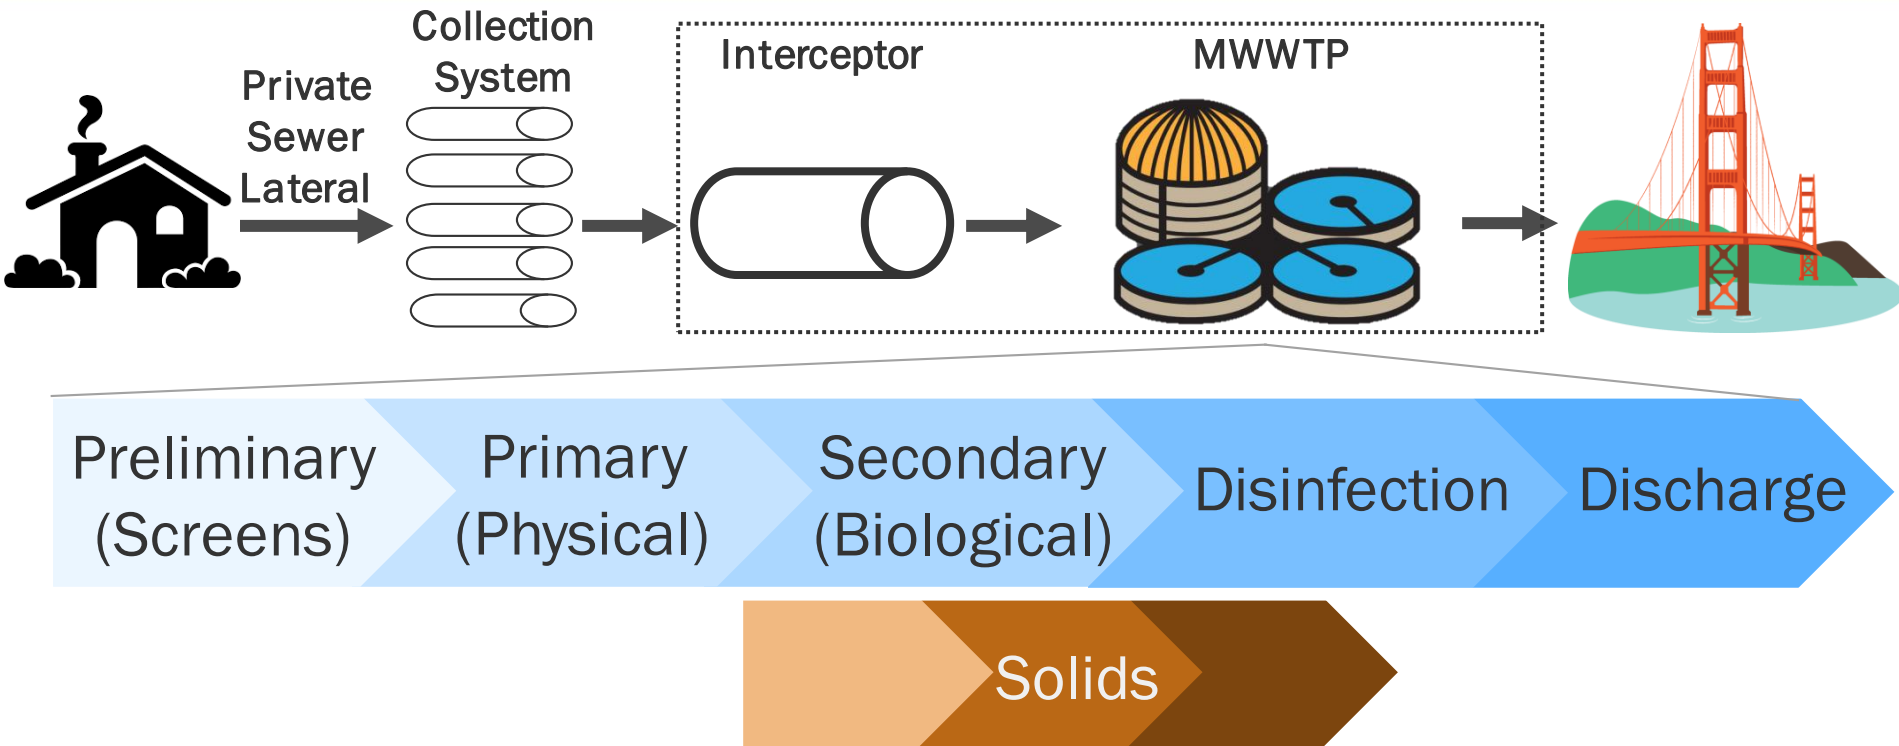 Private
Sewer
Lateral
Collection
System
Interceptor
MWWTP
Preliminary
(Screens)
Primary
(Physical)
Secondary
(Biological)
Disinfection
Discharge
Solids